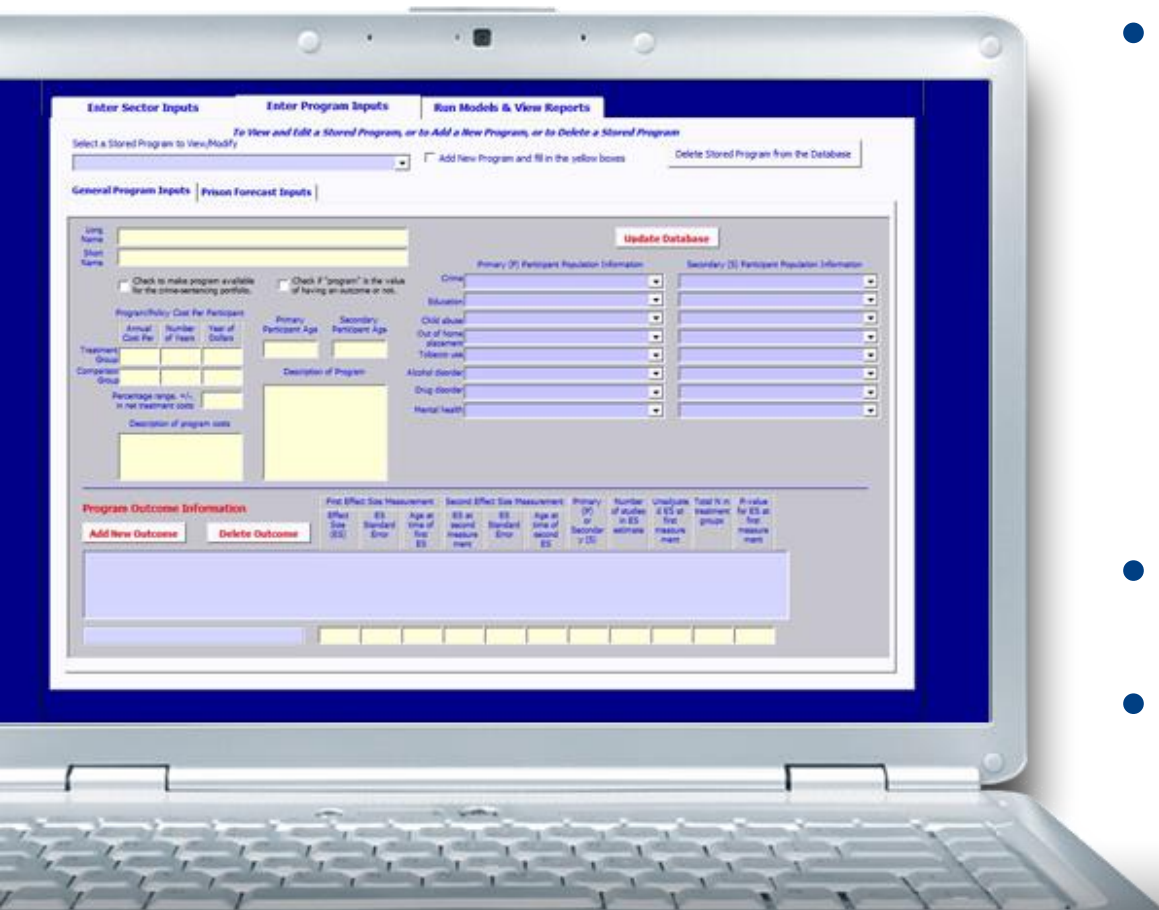 Enter Sector Inputs
Enter Program Inputs
Run Models & View Reports
To View and Edit a Stored Program, or to Add a New Program, or to Delete a Stored Program
Select a Stored Program to View/Modify
Add New Program and fill in the yellow boxes
Delete Stored Program from the Database
General Program Inputs
Prison Forecast Inputs
Long
Name
Short
Name
Update Database
Check to make program available
for the crime-sentencing portfolio.
Check if "program" is the value
of having an outcome or not.
Primary (P) Participant Population Information
Secondary (S) Participant Population Information
Crime
Education
Child abuse
Out of home
placement
Tobacco use
Alcohol disorder
Drug disorder
Mental health
Program/Policy Cost Per Participant
Annual
Cost Per
Number
of Years
Year of
Dollars
Treatment
Group
Comparison
Group
Percentage range, +/-,
in net treatment costs
Description of program costs
Primary
Participant Age
Secondary
Participant Age
Description of Program
Program Outcome Information
Add New Outcome
Delete Outcome
First Effect Size Measurement
Second Effect Size Measurement
Effect
Size
(ES)
ES
Standard
Error
Age at
time of
first
ES
ES at
second
measure
ment
ES
Standard
Error
Age at
time of
second
ES
Primary
(P)
or
Secondar
y (S)
Number
of studies
in ES
estimate
Unadjuste
d ES at
first
measure
ment
Total N in
treatment
groups
P-value
for ES at
first
measure
ment